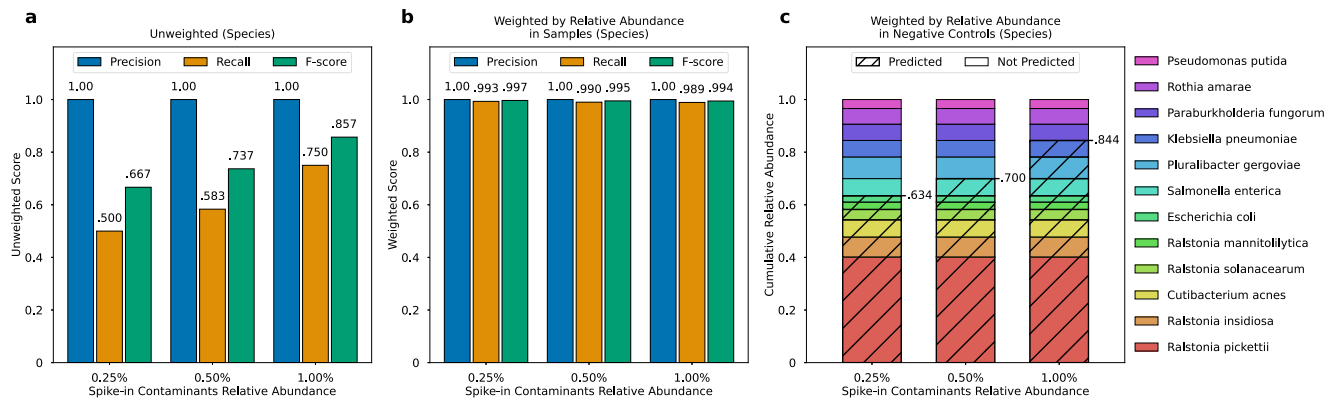 a
Unweighted (Species)
Precision
Recall
F-score
1.00
.500
.667
1.00
.583
.737
1.00
.750
.857
Unweighted Score
1.0
0.8
0.6
0.4
0.2
0
0.25%
0.50%
1.00%
Spike-in Contaminants Relative Abundance
b
Weighted by Relative Abundance
in Samples (Species)
Precision
Recall
F-score
1.00
.993
.997
1.00
.990
.995
1.00
.989
.994
Weighted Score
1.0
0.8
0.6
0.4
0.2
0
0.25%
0.50%
1.00%
Spike-in Contaminants Relative Abundance
c
Weighted by Relative Abundance
in Negative Controls (Species)
Predicted
Not Predicted
.634
.700
.844
Cumulative Relative Abundance
1.0
0.8
0.6
0.4
0.2
0
0.25%
0.50%
1.00%
Spike-in Contaminants Relative Abundance
Pseudomonas putida
Rothia amarae
Paraburkholderia fungorum
Klebsiella pneumoniae
Pluralibacter gergoviae
Salmonella enterica
Escherichia coli
Ralstonia mannitolilytica
Ralstonia solanacearum
Cutibacterium acnes
Ralstonia insidiosa
Ralstonia pickettii